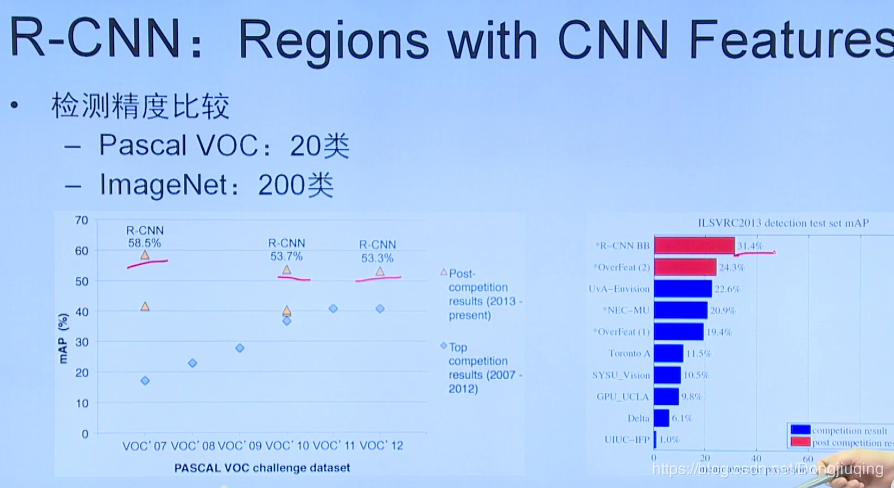 R-CNN：Regions with CNN Features
• 检测精度比较
– Pascal VOC：20类
– ImageNet：200类
R-CNN
58.5%
R-CNN
53.7%
R-CNN
53.3%
70
60
50
40
30
20
10
0
mAP (%)
VOC' 07 VOC' 08 VOC' 09 VOC' 10 VOC' 11 VOC' 12
PASCAL VOC challenge dataset
Post-
competition
results (2013 -
present)
Top
competition
results (2007 -
2012)
ILSVRC2013 detection test set mAP
*R-CNN BB 31.4%
*OverFeat (2) 24.3%
UvA-Euvision 22.6%
*NEC-MU 20.9%
*OverFeat (1) 19.4%
Toronto A 11.5%
SYSU_Vision 10.5%
GPU_UCLA 9.8%
Delta 6.1%
UIUC-IFP 1.0%
competition result
post competition res
0 20 40 60
https://blog.csdn.net/Dongjiuqing